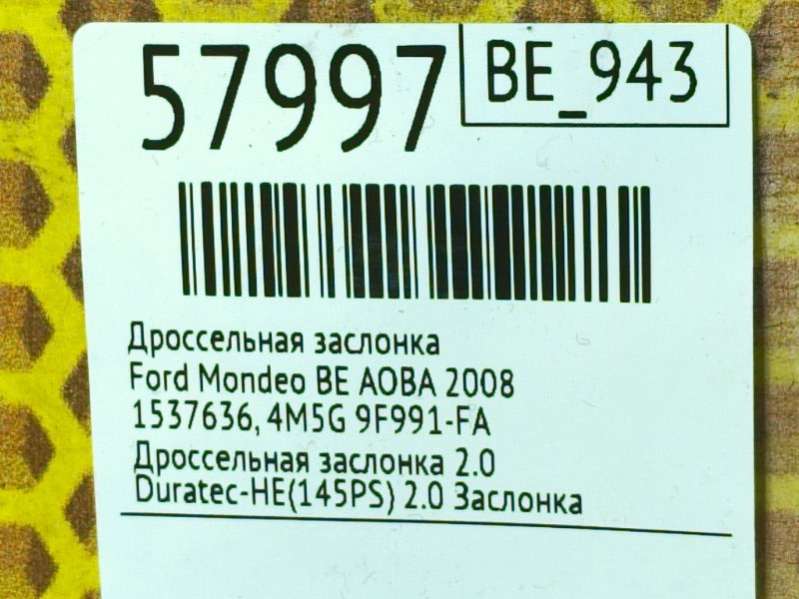 57997
BE_943
Дроссельная заслонка
Ford Mondeo BE AOBA 2008
1537636, 4M5G 9F991-FA
Дроссельная заслонка 2.0
Duratec-HE(145PS) 2.0 Заслонка